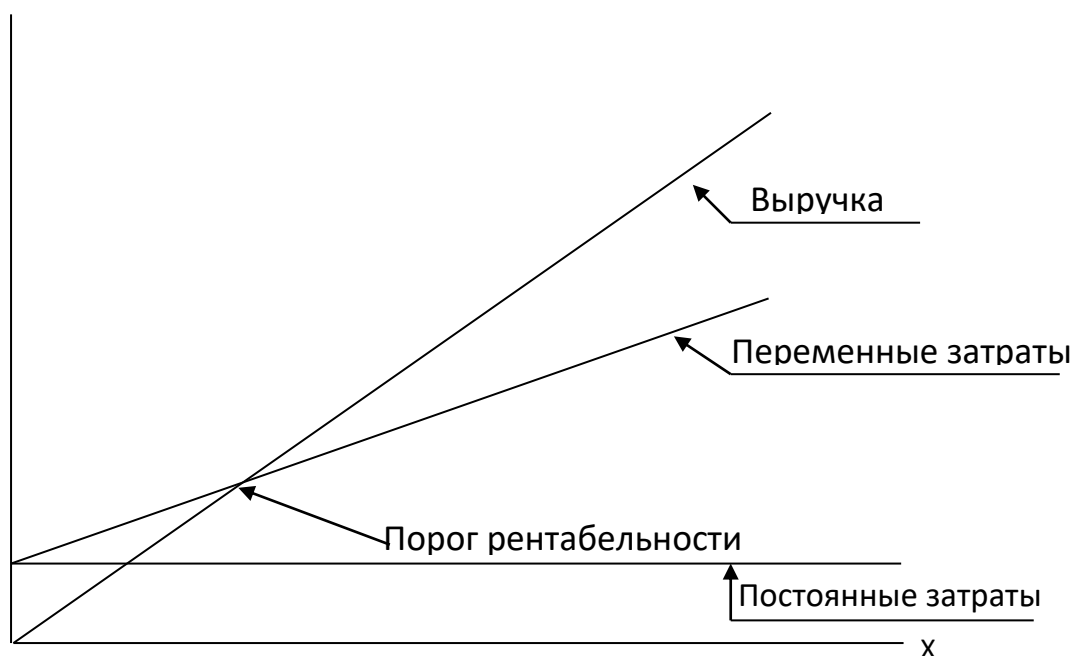 Выручка
Переменные затраты
Порог рентабельности
Постоянные затраты
х